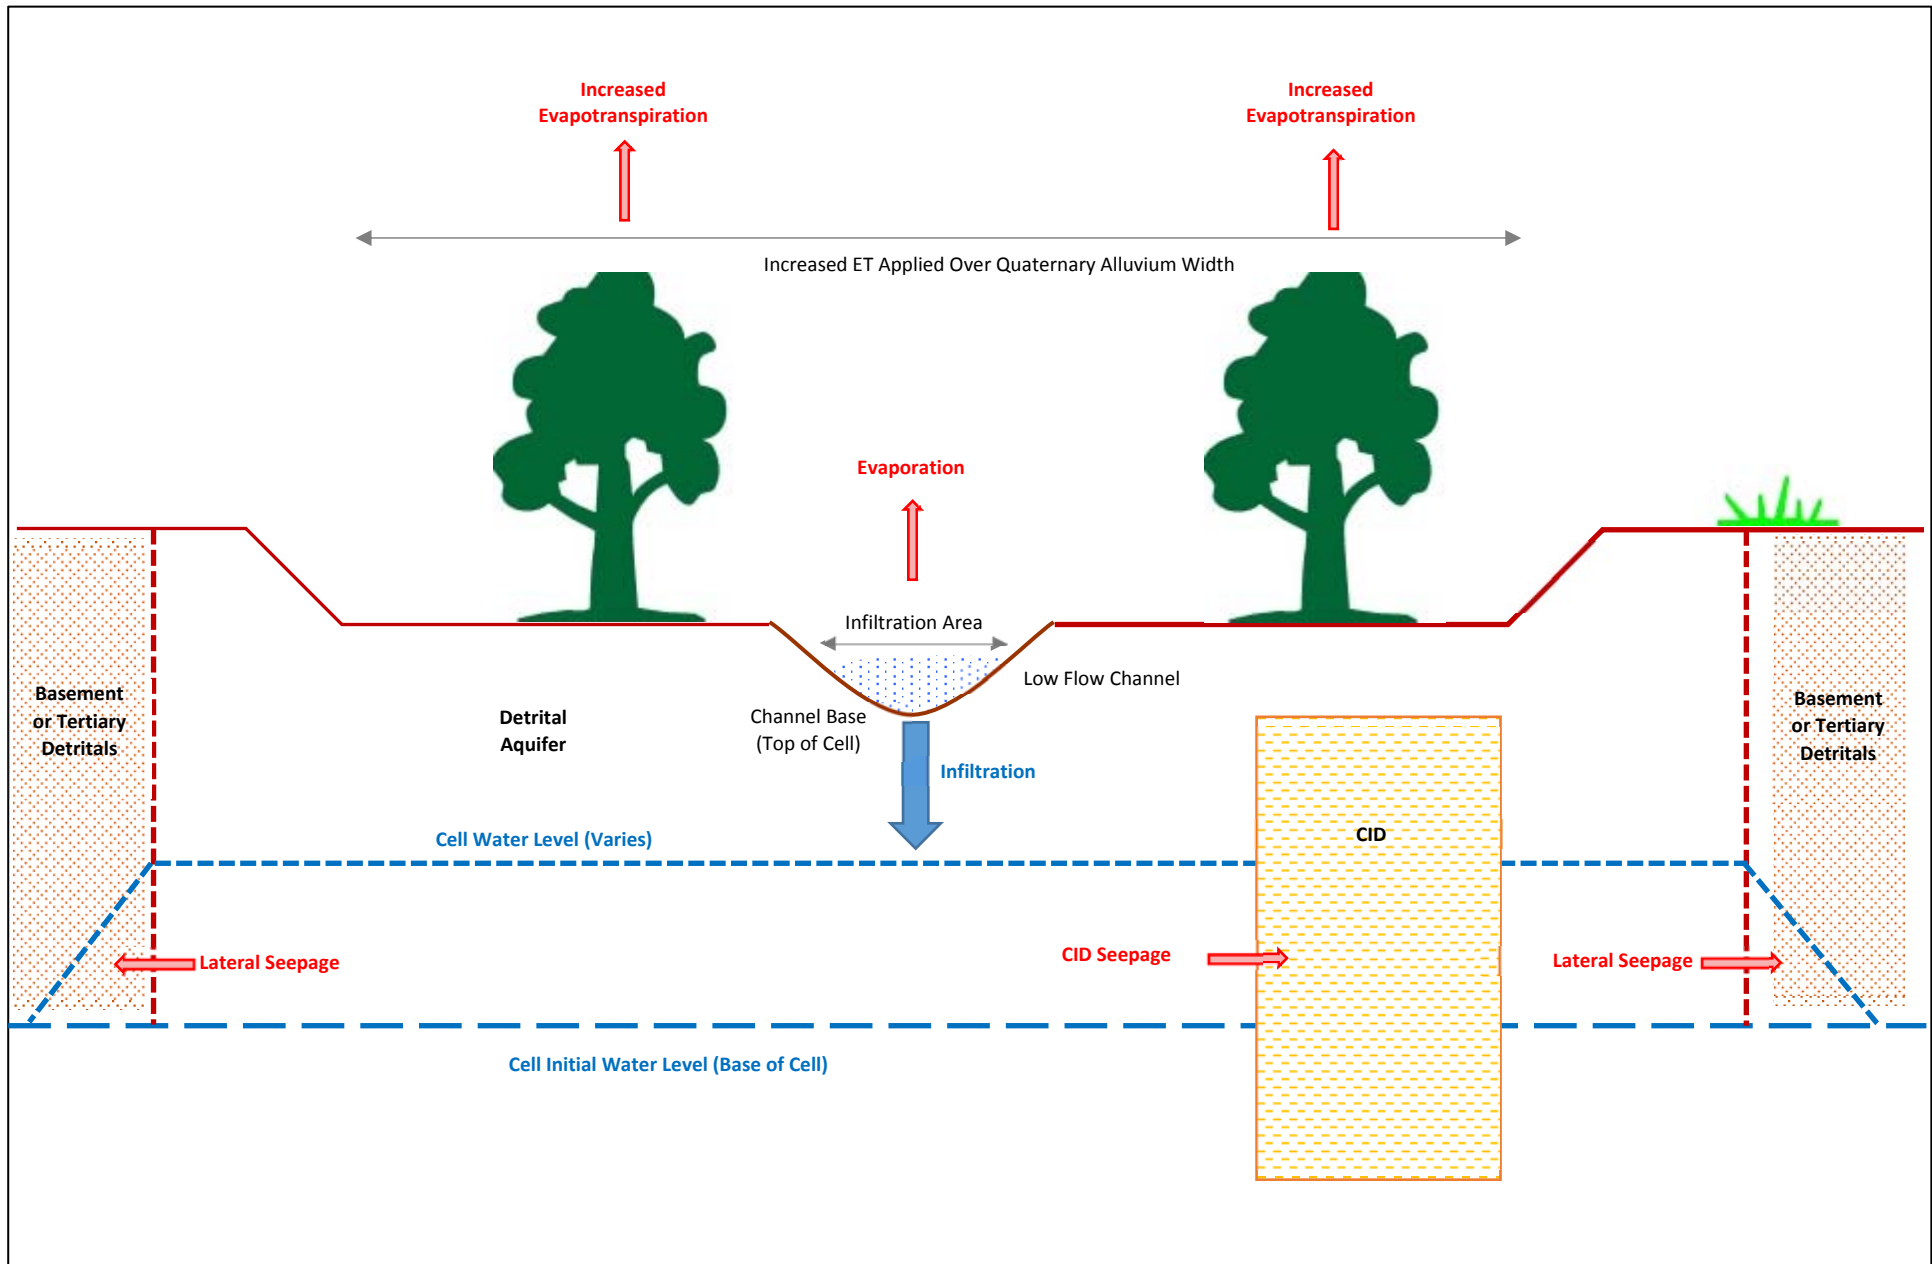 Increased
Evapotranspiration
Increased
Evapotranspiration
Increased ET Applied Over Quaternary Alluvium Width
Evaporation
Infiltration Area
Low Flow Channel
Basement
or Tertiary
Detritals
Detrital
Aquifer
Channel Base
(Top of Cell)
Basement
or Tertiary
Detritals
Infiltration
Cell Water Level (Varies)
CID
Lateral Seepage
CID Seepage
Lateral Seepage
Cell Initial Water Level (Base of Cell)